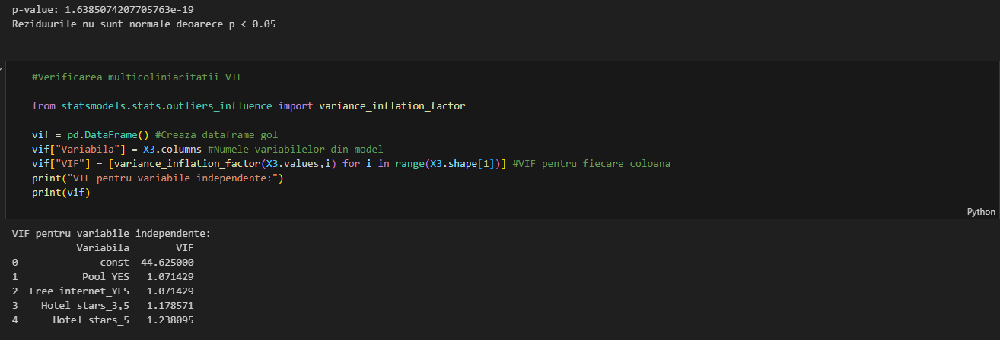 p-value: 1.6385074207705763e-19
Reziduurile nu sunt normale deoarece p < 0.05
#Verificarea multicoliniaritatii VIF
from statsmodels.stats.outliers_influence import variance_inflation_factor
vif = pd.DataFrame() #Creaza dataframe gol
vif["Variabila"] = X3.columns #Numele variabilelor din model
vif["VIF"] = [variance_inflation_factor(X3.values,i) for i in range(X3.shape[1])] #VIF pentru fiecare coloana
print("VIF pentru variabile independente:")
print(vif)
Python
VIF pentru variabile independente:
Variabila VIF
0 const 44.625000
1 Pool_YES 1.071429
2 Free internet_YES 1.071429
3 Hotel stars_3,5 1.178571
4 Hotel stars_5 1.238095